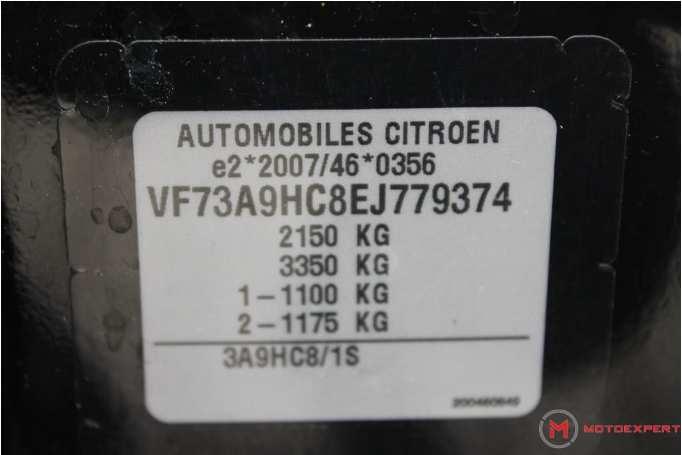 AUTOMOBILES CITROEN
e2*2007/46*0356
VF73A9HC8EJ779374
2150 KG
3350 KG
1-1100 KG
2-1175 KG
3A9HC8/1S
MOTOEXPERT